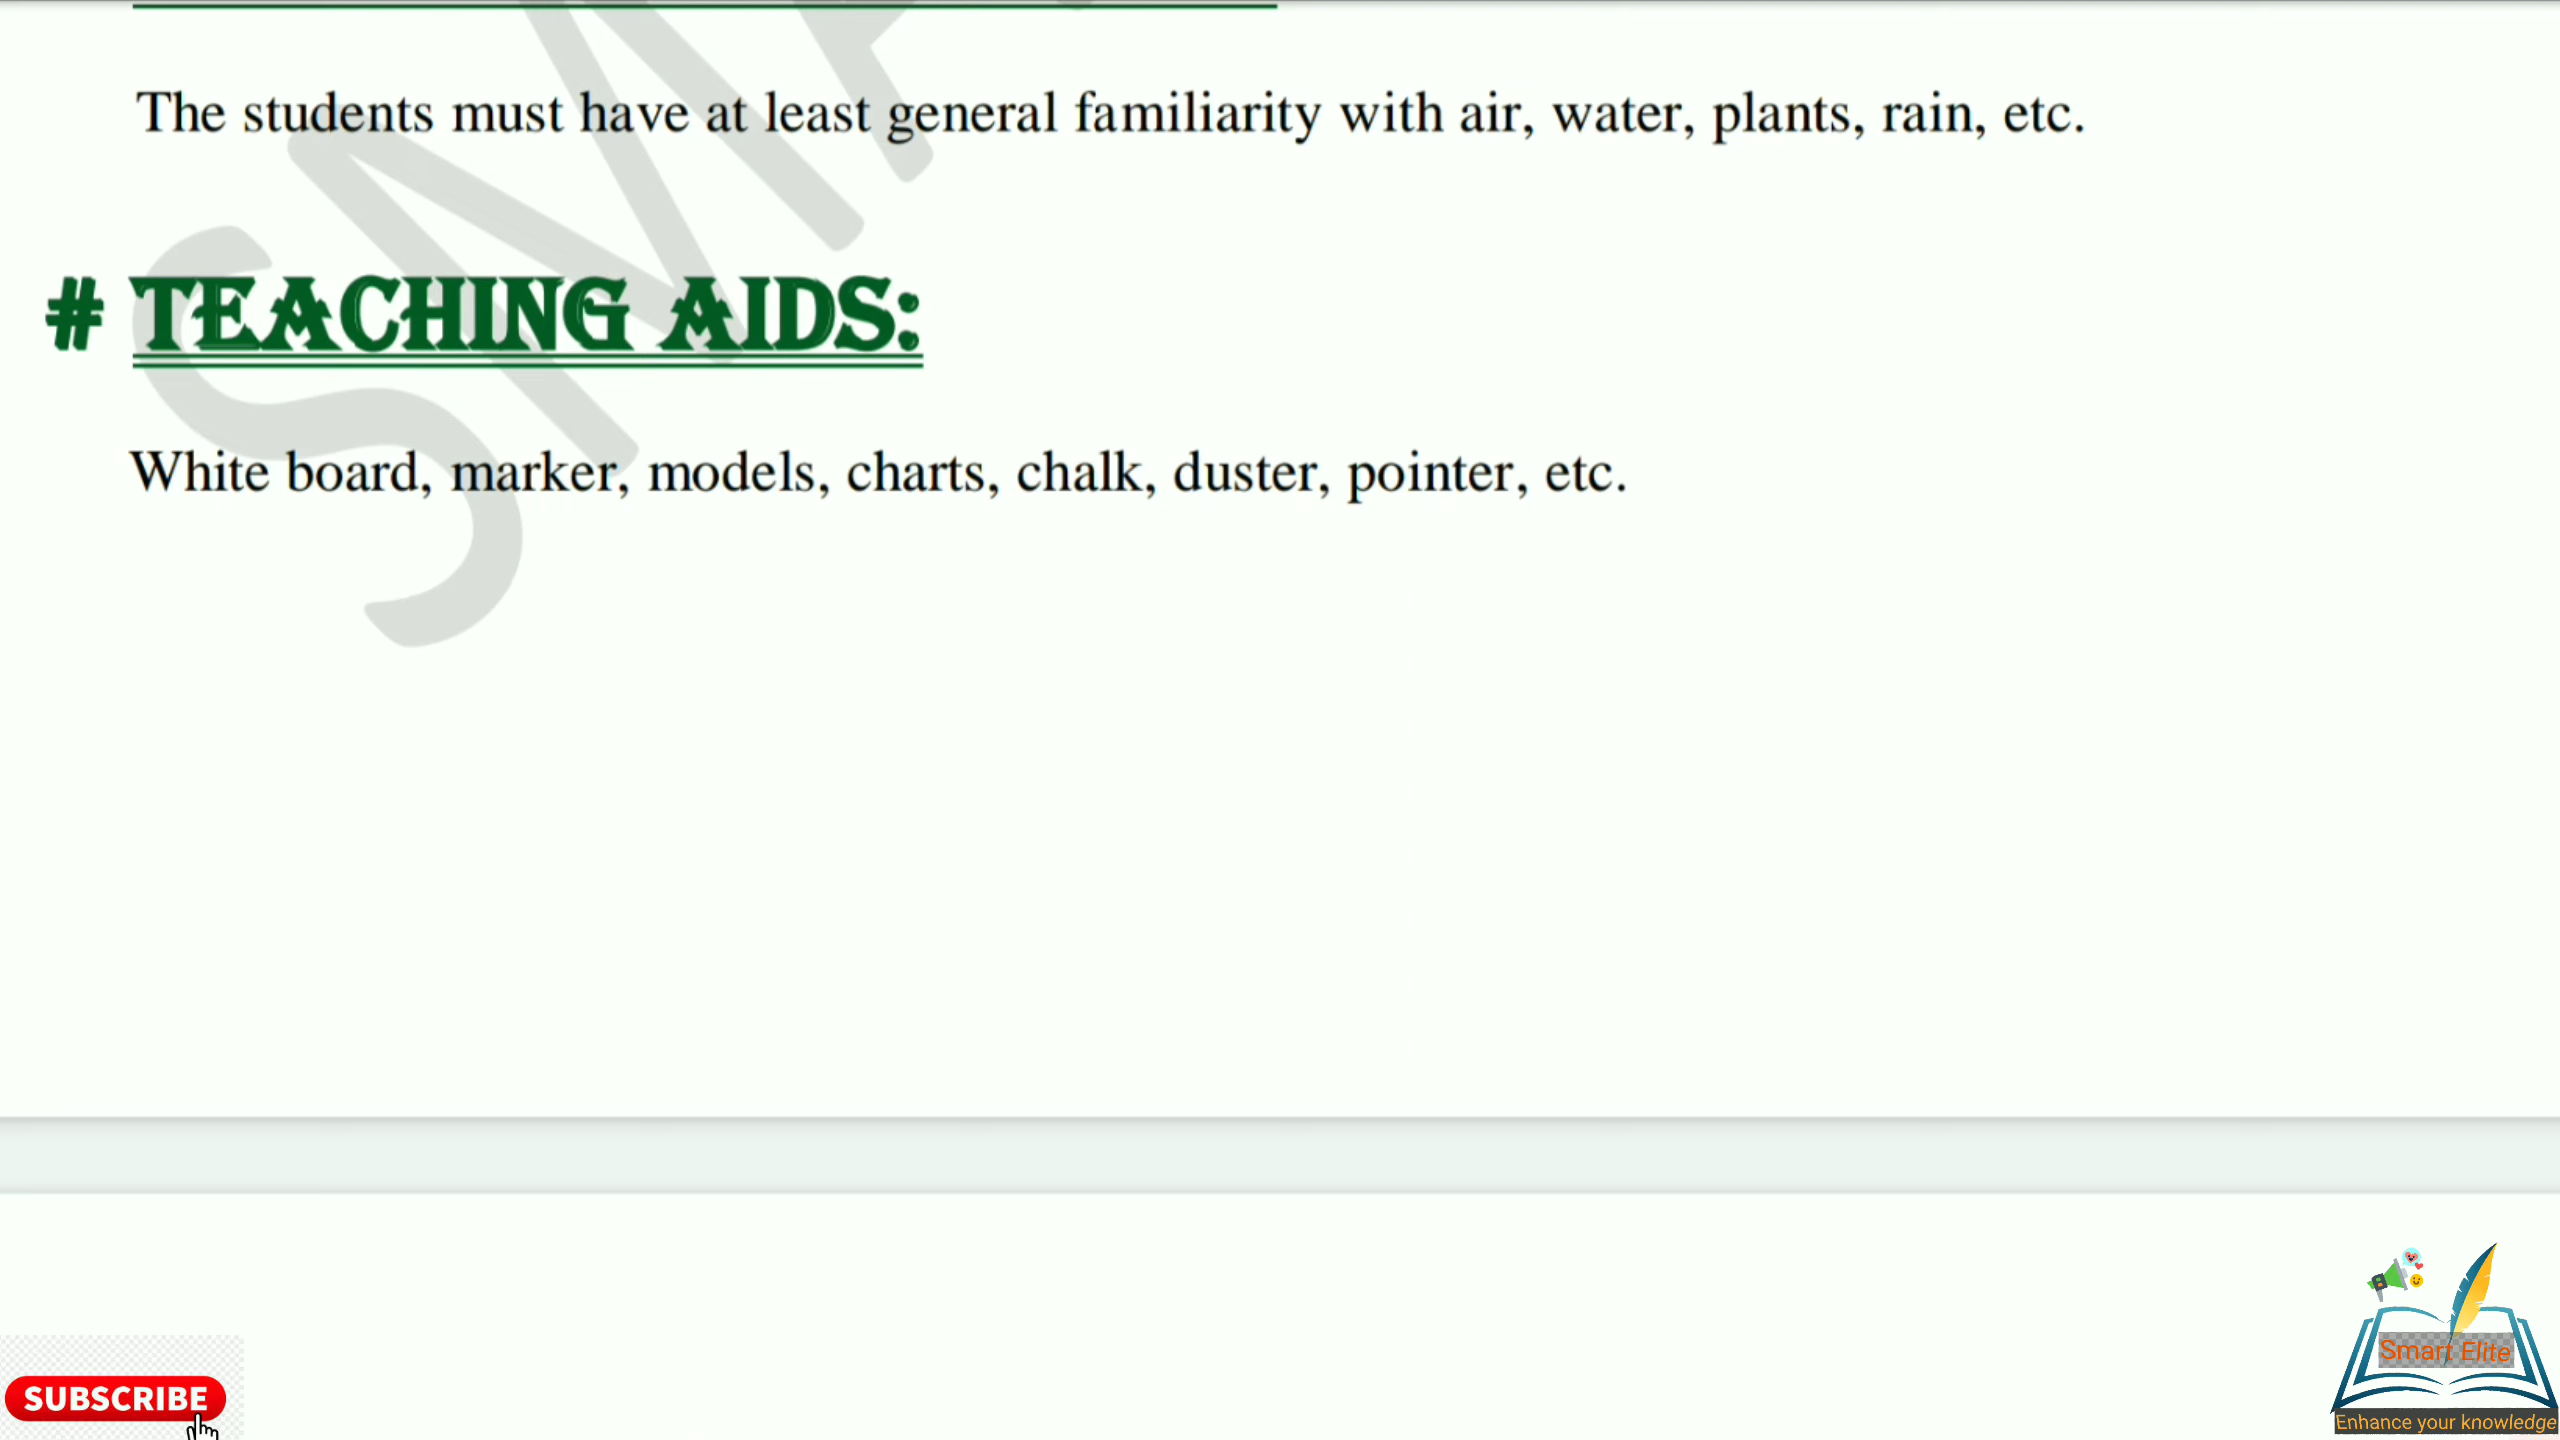 The students must have at least general familiarity with air, water, plants, rain, etc.
# TEACHING AIDS:
White board, marker, models, charts, chalk, duster, pointer, etc.
Smart Elite
SUBSCRIBE
Enhance your knowledge